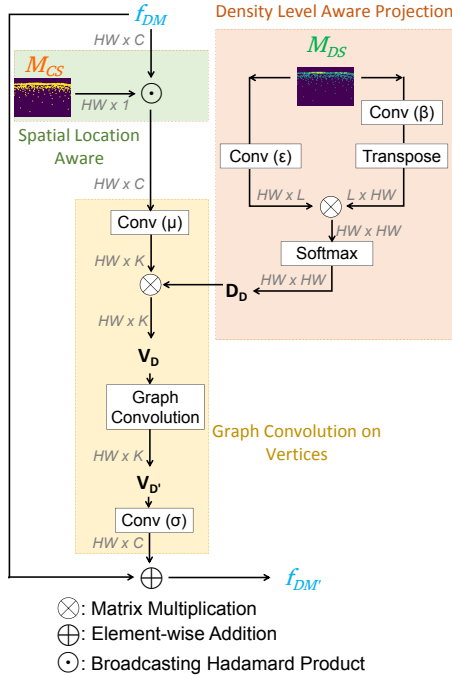 f_DM
Density Level Aware Projection
HW x C
M_CS
M_DS
HW x 1
Conv (β)
Spatial Location
Aware
Conv (ε)
Transpose
HW x C
HW x L
L x HW
Conv (μ)
HW x HW
Softmax
HW x K
HW x HW
D_D
HW x K
V_D
Graph
Convolution
Graph Convolution on
Vertices
HW x K
V_D'
Conv (σ)
HW x C
f_DM'
: Matrix Multiplication
: Element-wise Addition
: Broadcasting Hadamard Product